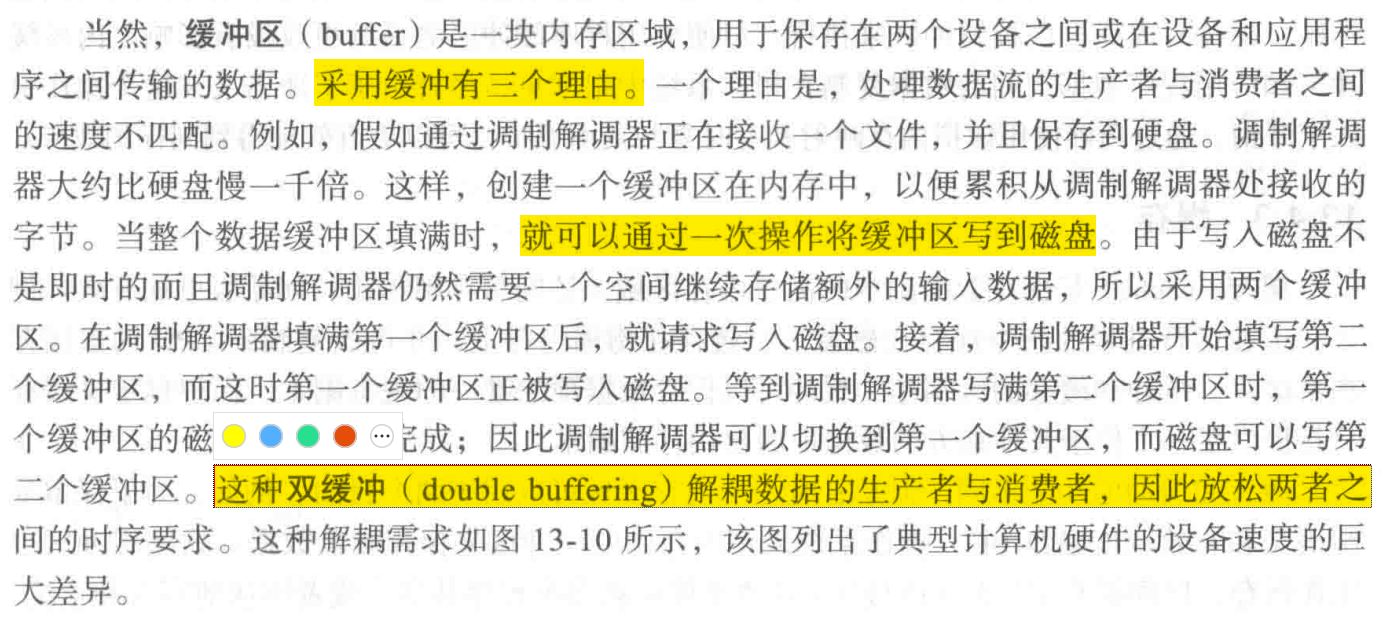 当然，缓冲区（buffer）是一块内存区域，用于保存在两个设备之间或在设备和应用程
序之间传输的数据。采用缓冲有三个理由。一个理由是，处理数据流的生产者与消费者之间
的速度不匹配。例如，假如通过调制解调器正在接收一个文件，并且保存到硬盘。调制解调
器大约比硬盘慢一千倍。这样，创建一个缓冲区在内存中，以便累积从调制解调器处接收的
字节。当整个数据缓冲区填满时，就可以通过一次操作将缓冲区写到磁盘。由于写入磁盘不
是即时的而且调制解调器仍然需要一个空间继续存储额外的输入数据，所以采用两个缓冲
区。在调制解调器填满第一个缓冲区后，就请求写入磁盘。接着，调制解调器开始填写第二
个缓冲区，而这时第一个缓冲区正被写入磁盘。等到调制解调器写满第二个缓冲区时，第一
个缓冲区的磁 完成；因此调制解调器可以切换到第一个缓冲区，而磁盘可以写第
二个缓冲区。这种双缓冲（double buffering）解耦数据的生产者与消费者，因此放松两者之
间的时序要求。这种解耦需求如图 13-10 所示，该图列出了典型计算机硬件的设备速度的巨
大差异。